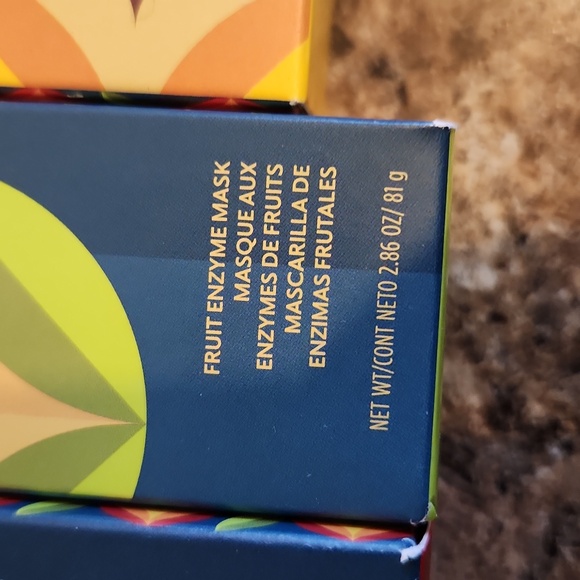 FRUIT ENZYME MASK
MASQUE AUX
ENZYMES DE FRUITS
MASCARILLA DE
ENZIMAS FRUTALES
NET WT/CONT NETO 2.86 OZ/ 81 g